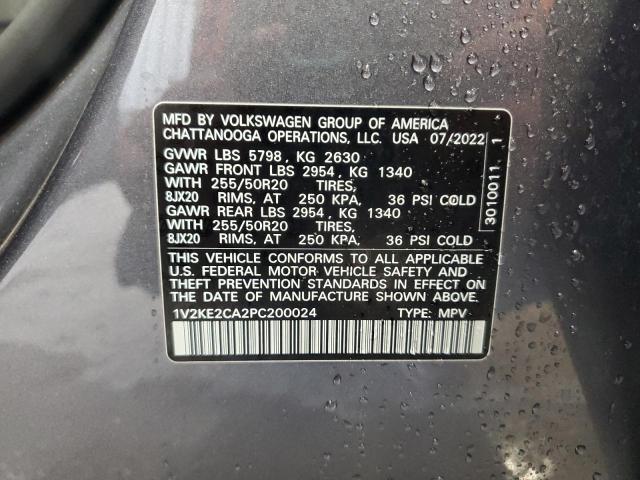 MFD BY VOLKSWAGEN GROUP OF AMERICA
CHATTANOOGA OPERATIONS, LLC. USA 07/2022
GVWR LBS 5798, KG 2630
GAWR FRONT LBS 2954, KG 1340
WITH 255/50R20 TIRES,
8JX20 RIMS, AT 250 KPA, 36 PSI COLD
GAWR REAR LBS 2954, KG 1340
WITH 255/50R20 TIRES,
8JX20 RIMS, AT 250 KPA, 36 PSI COLD
THIS VEHICLE CONFORMS TO ALL APPLICABLE
U.S. FEDERAL MOTOR VEHICLE SAFETY AND
THEFT PREVENTION STANDARDS IN EFFECT ON
THE DATE OF MANUFACTURE SHOWN ABOVE.
1V2KE2CA2PC200024 TYPE: MPV
3010011 1